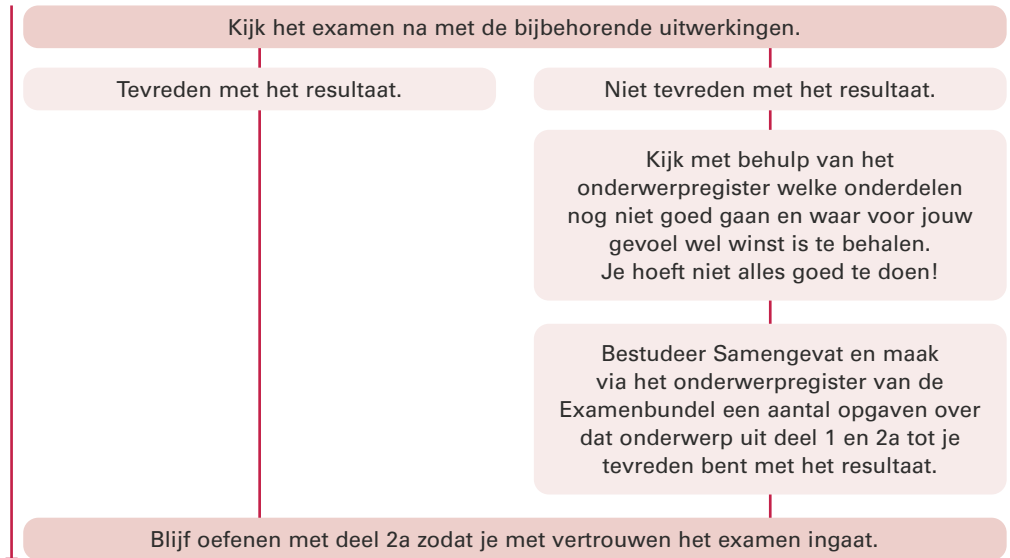 Kijk het examen na met de bijbehorende uitwerkingen.
Tevreden met het resultaat.
Niet tevreden met het resultaat.
Kijk met behulp van het
onderwerpregister welke onderdelen
nog niet goed gaan en waar voor jouw
gevoel wel winst is te behalen.
Je hoeft niet alles goed te doen!
Bestudeer Samengevat en maak
via het onderwerpregister van de
Examenbundel een aantal opgaven over
dat onderwerp uit deel 1 en 2a tot je
tevreden bent met het resultaat.
Blijf oefenen met deel 2a zodat je met vertrouwen het examen ingaat.